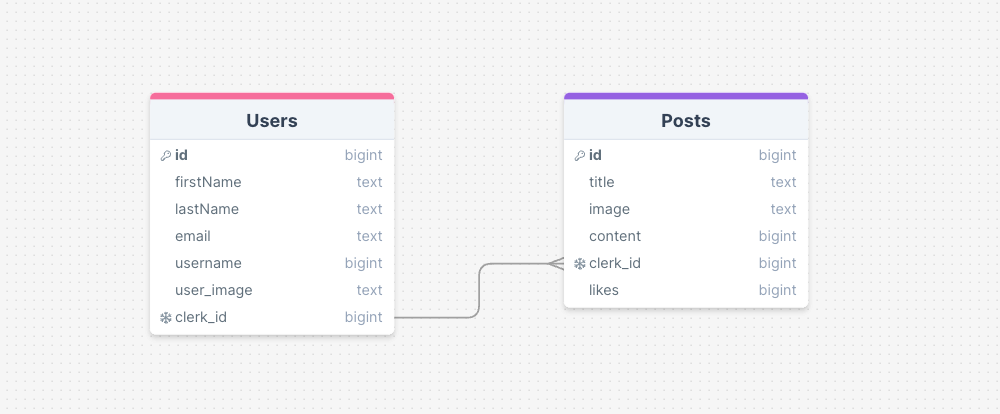 Users
id bigint
firstName text
lastName text
email text
username bigint
user_image text
clerk_id bigint
Posts
id bigint
title text
image text
content bigint
clerk_id bigint
likes bigint